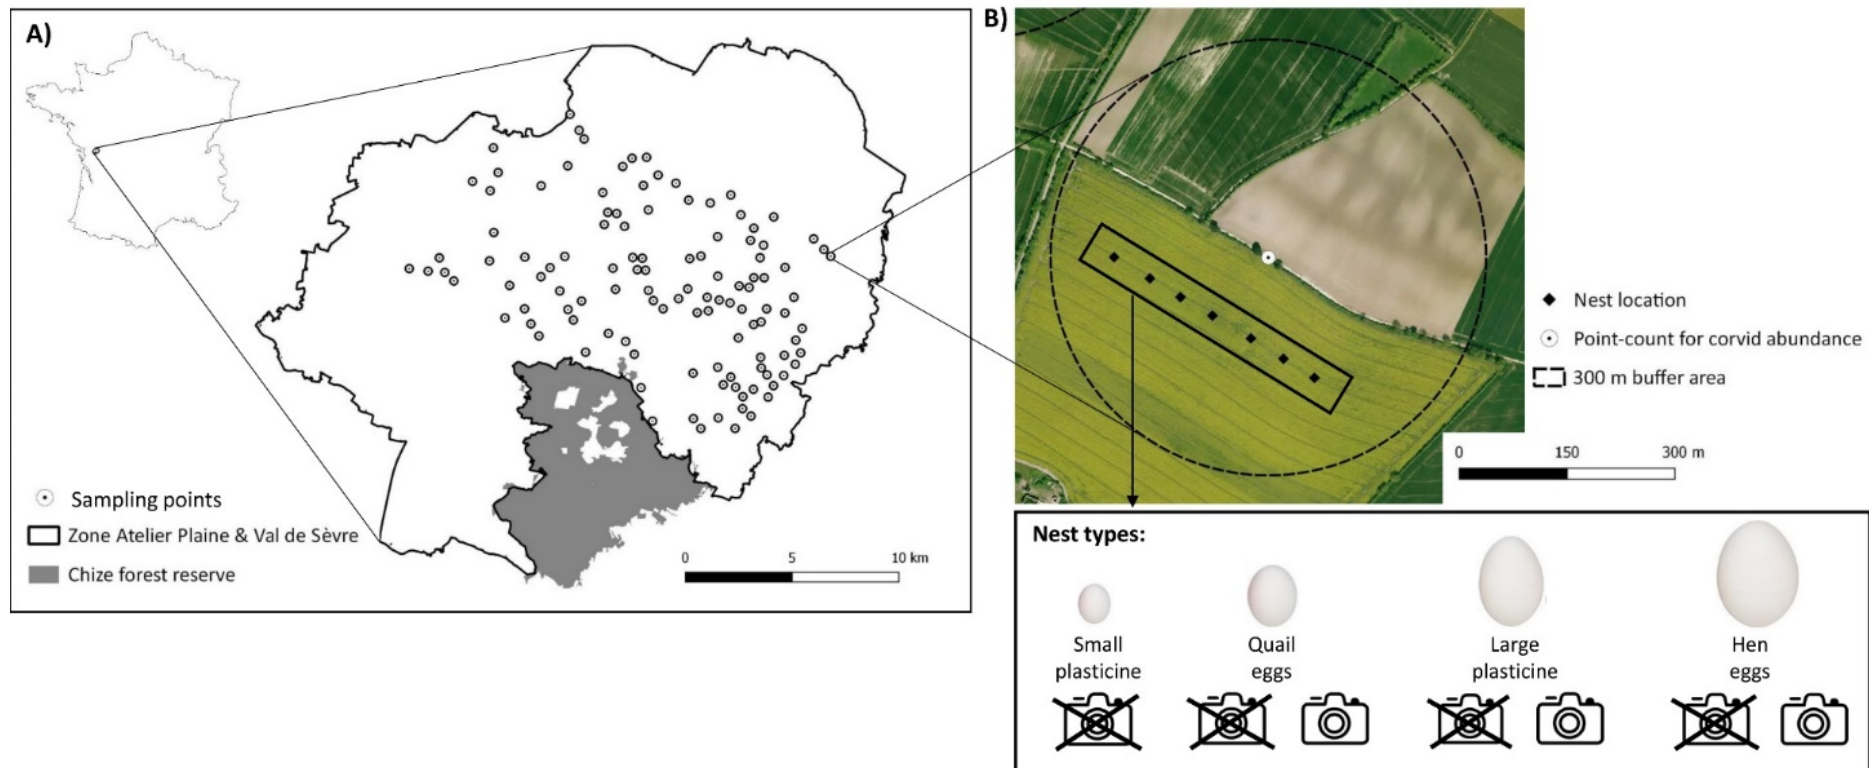 A)
Sampling points
Zone Atelier Plaine & Val de Sèvre
Chize forest reserve
0 5 10 km
B)
Nest location
Point-count for corvid abundance
300 m buffer area
0 150 300 m
Nest types:
Small
plasticine
Quail
eggs
Large
plasticine
Hen
eggs